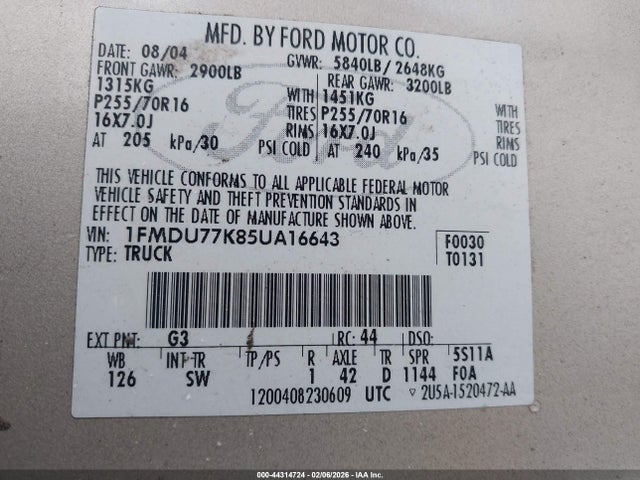 MFD. BY FORD MOTOR CO.
DATE: 08/04 GVWR: 5840LB / 2648KG
FRONT GAWR: 2900LB REAR GAWR: 3200LB
1315KG WITH 1451KG WITH
P255/70R16 TIRES P255/70R16 TIRES
16X7.0J RIMS 16X7.0J RIMS
AT 205 kPa/30 PSI COLD AT 240 kPa/35 PSI COLD
THIS VEHICLE CONFORMS TO ALL APPLICABLE FEDERAL MOTOR
VEHICLE SAFETY AND THEFT PREVENTION STANDARDS IN
EFFECT ON THE DATE OF MANUFACTURE SHOWN ABOVE.
VIN: 1FMDU77K85UA16643 F0030
TYPE: TRUCK T0131
EXT PNT: G3 RC: 44 DSO:
WB INT TR TP/PS R AXLE TR SPR 5S11A
126 SW 1 42 D 1144 F0A
1200408230609 UTC ▽ 2U5A-1520472-AA
Ford
000-44314724 - 02/06/2026 - IAA Inc.